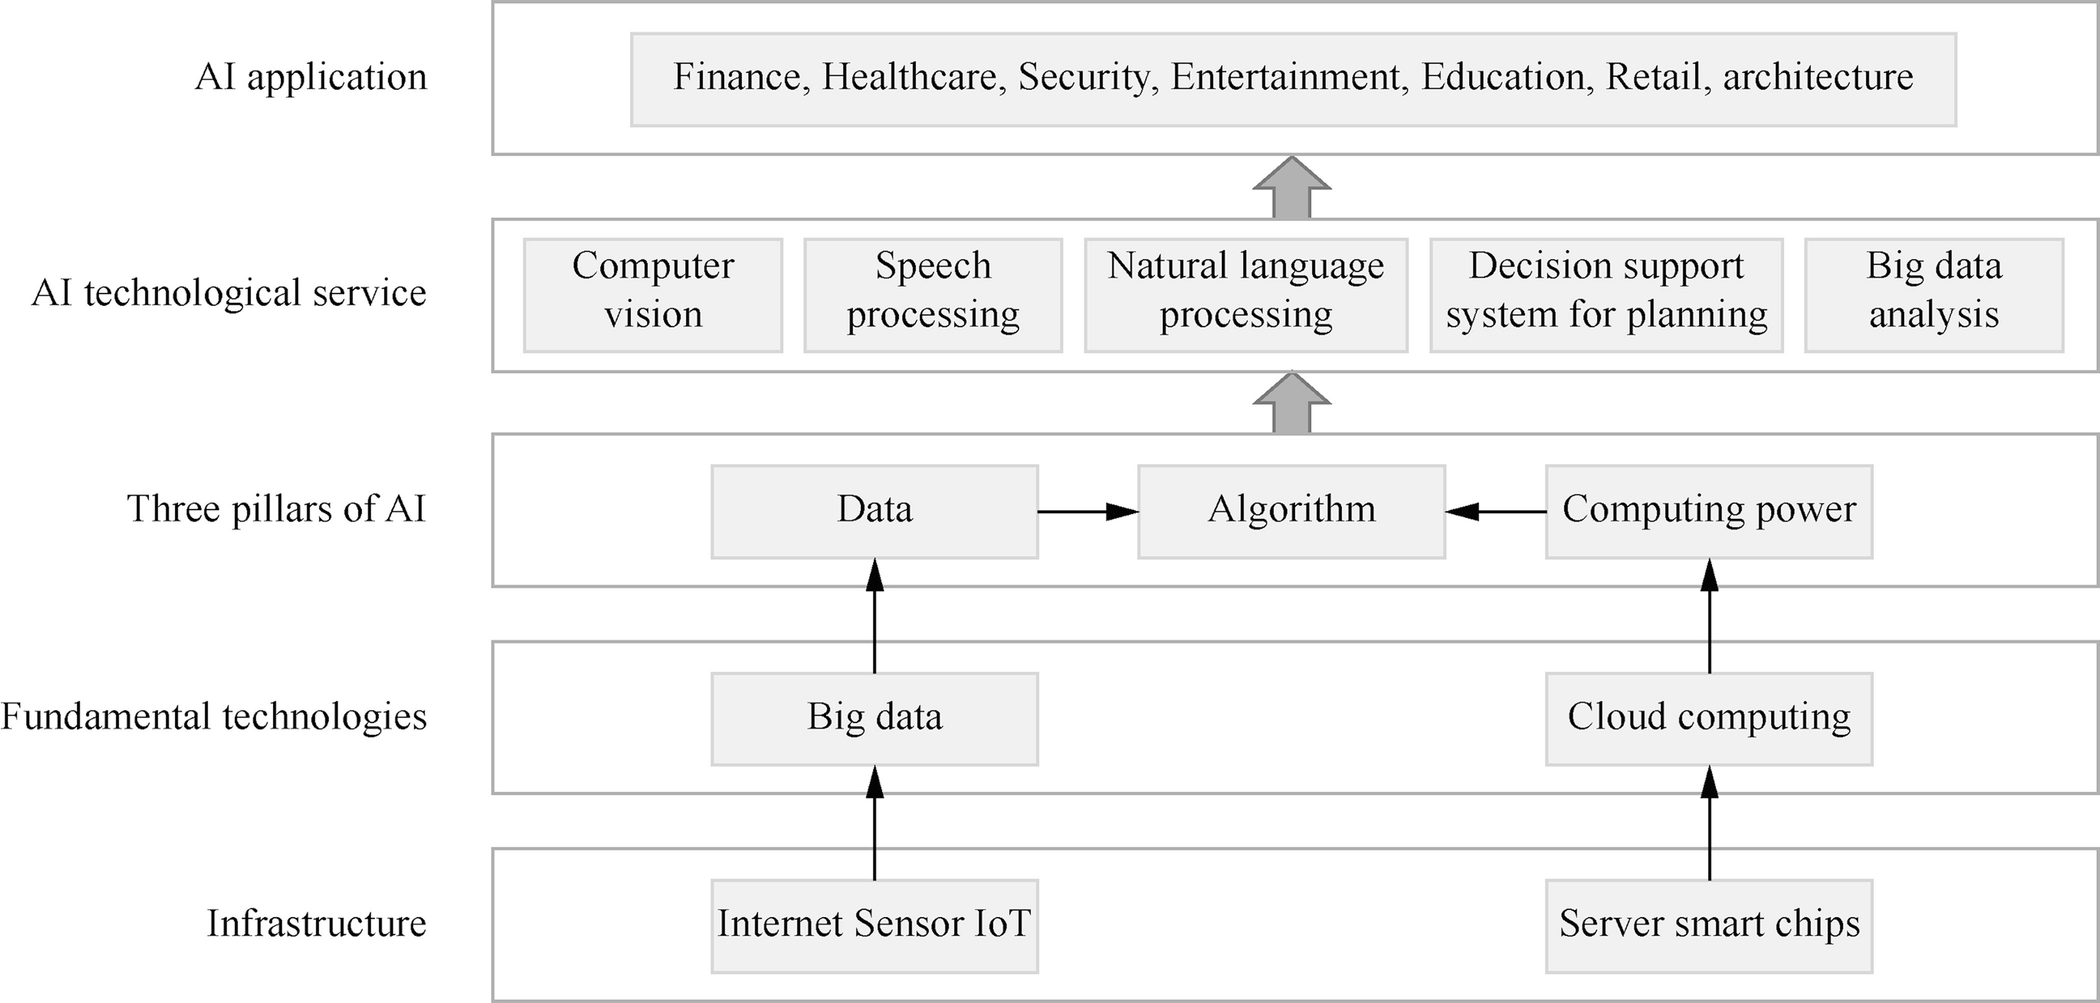 AI application
Finance, Healthcare, Security, Entertainment, Education, Retail, architecture
AI technological service
Computer
vision
Speech
processing
Natural language
processing
Decision support
system for planning
Big data
analysis
Three pillars of AI
Data
Algorithm
Computing power
Fundamental technologies
Big data
Cloud computing
Infrastructure
Internet Sensor IoT
Server smart chips